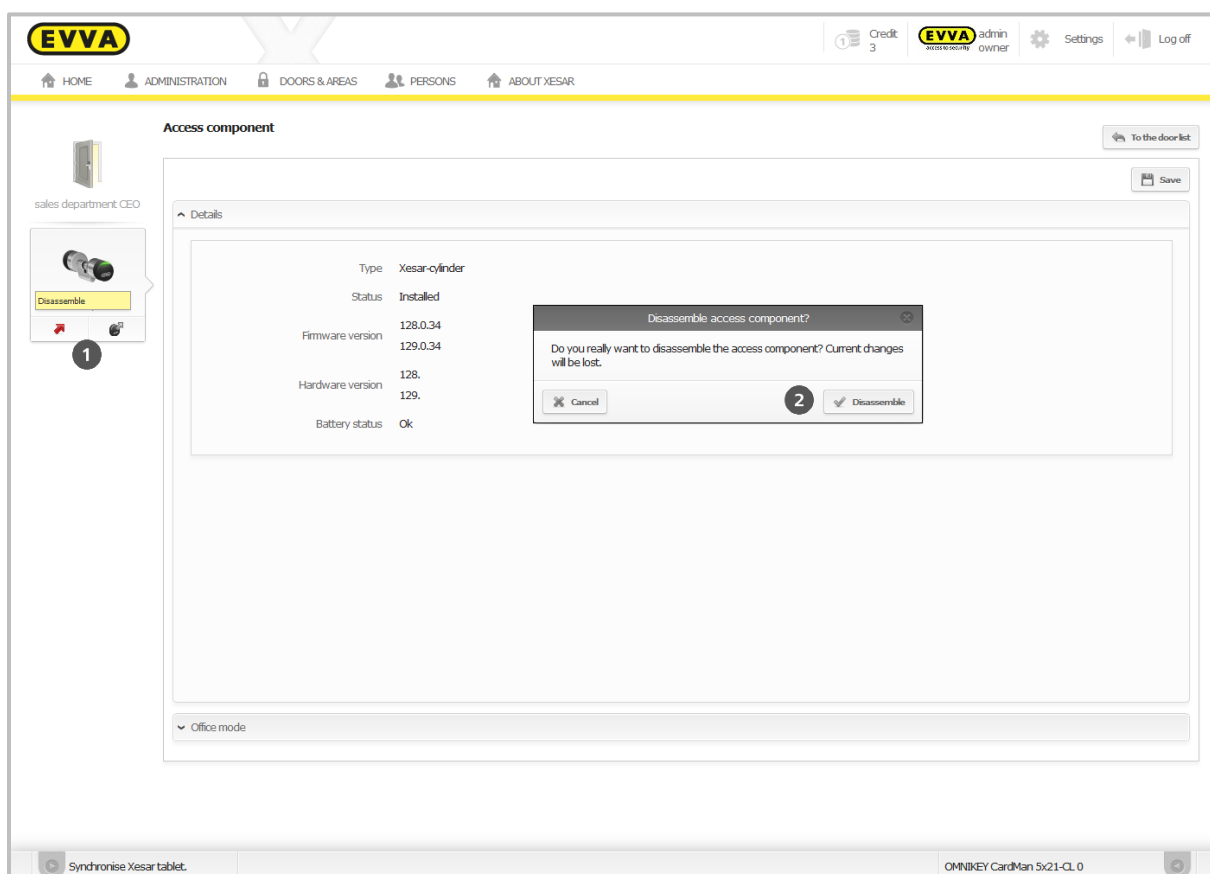 EVVA
Credit
3
EVVA
access to security
admin
owner
Settings
Log off
HOME
ADMINISTRATION
DOORS & AREAS
PERSONS
ABOUT XESAR
Access component
To the door list
Save
sales department CEO
Details
Disassemble
1
Type Xesar-cylinder
Status Installed
Firmware version
128.0.34
129.0.34
Hardware version
128.
129.
Battery status Ok
Disassemble access component?
Do you really want to disassemble the access component? Current changes
will be lost.
Cancel
2
Disassemble
Office mode
Synchronise Xesar tablet.
OMNIKEY CardMan 5x21-CL 0